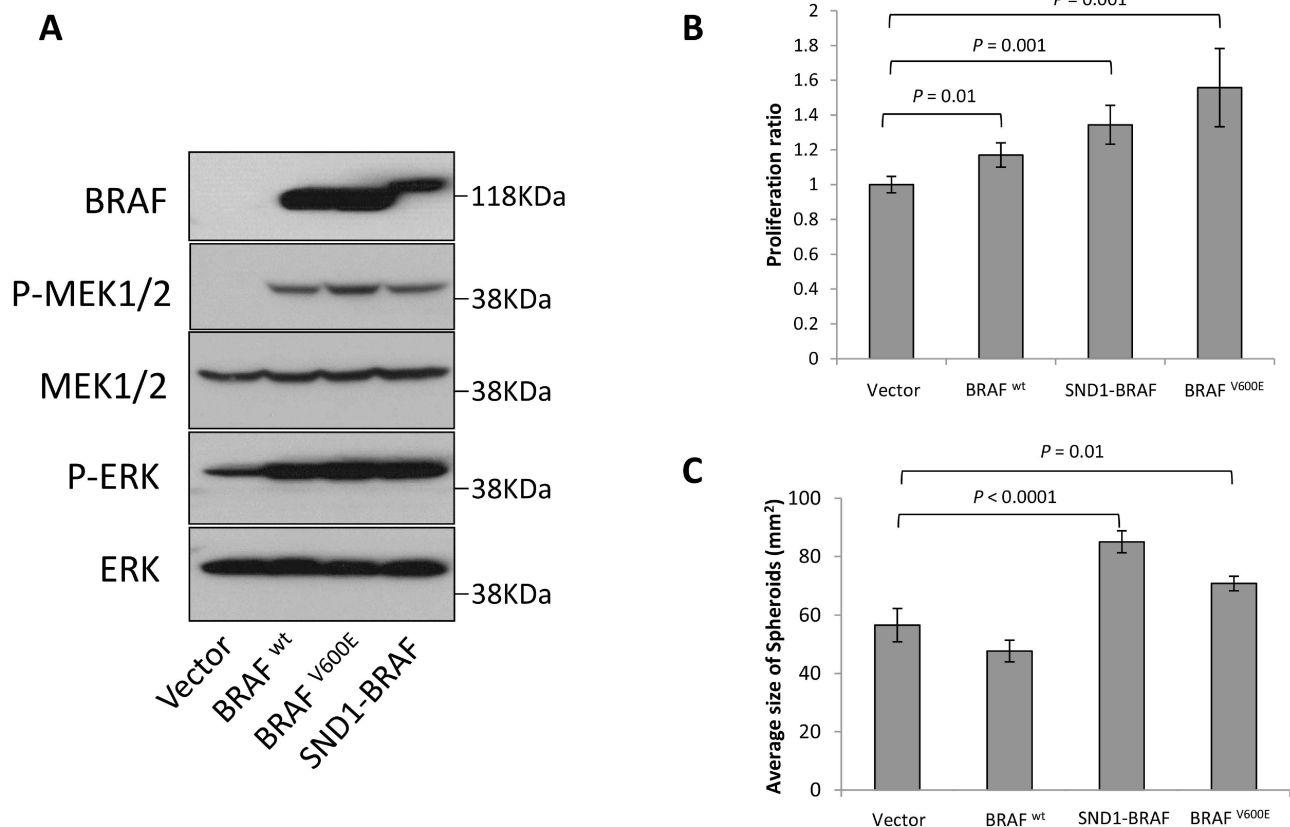 A
BRAF
118KDa
P-MEK1/2
38KDa
MEK1/2
38KDa
P-ERK
38KDa
ERK
38KDa
Vector
BRAF wt
BRAF V600E
SND1-BRAF
B
P = 0.001
P = 0.001
P = 0.01
Proliferation ratio
2
1.8
1.6
1.4
1.2
1
0.8
0.6
0.4
0.2
0
Vector
BRAF wt
SND1-BRAF
BRAF V600E
C
P = 0.01
P < 0.0001
Average size of Spheroids (mm²)
100
80
60
40
20
0
Vector
BRAF wt
SND1-BRAF
BRAF V600E